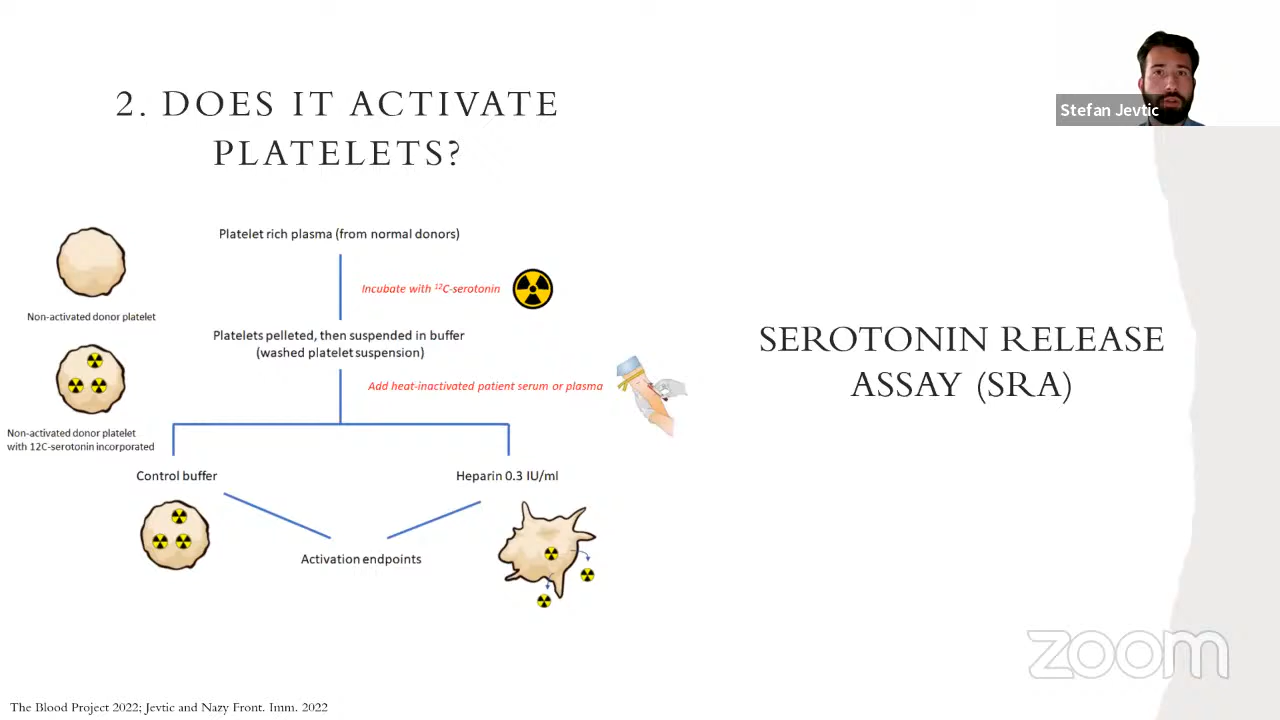 2. DOES IT ACTIVATE
PLATELETS?
Stefan Jevtic
Platelet rich plasma (from normal donors)
Incubate with ¹²C-serotonin
Non-activated donor platelet
Platelets pelleted, then suspended in buffer
(washed platelet suspension)
Add heat-inactivated patient serum or plasma
Non-activated donor platelet
with 12C-serotonin incorporated
Control buffer
Heparin 0.3 IU/ml
Activation endpoints
SEROTONIN RELEASE
ASSAY (SRA)
zoom
The Blood Project 2022; Jevtic and Nazy Front. Imm. 2022